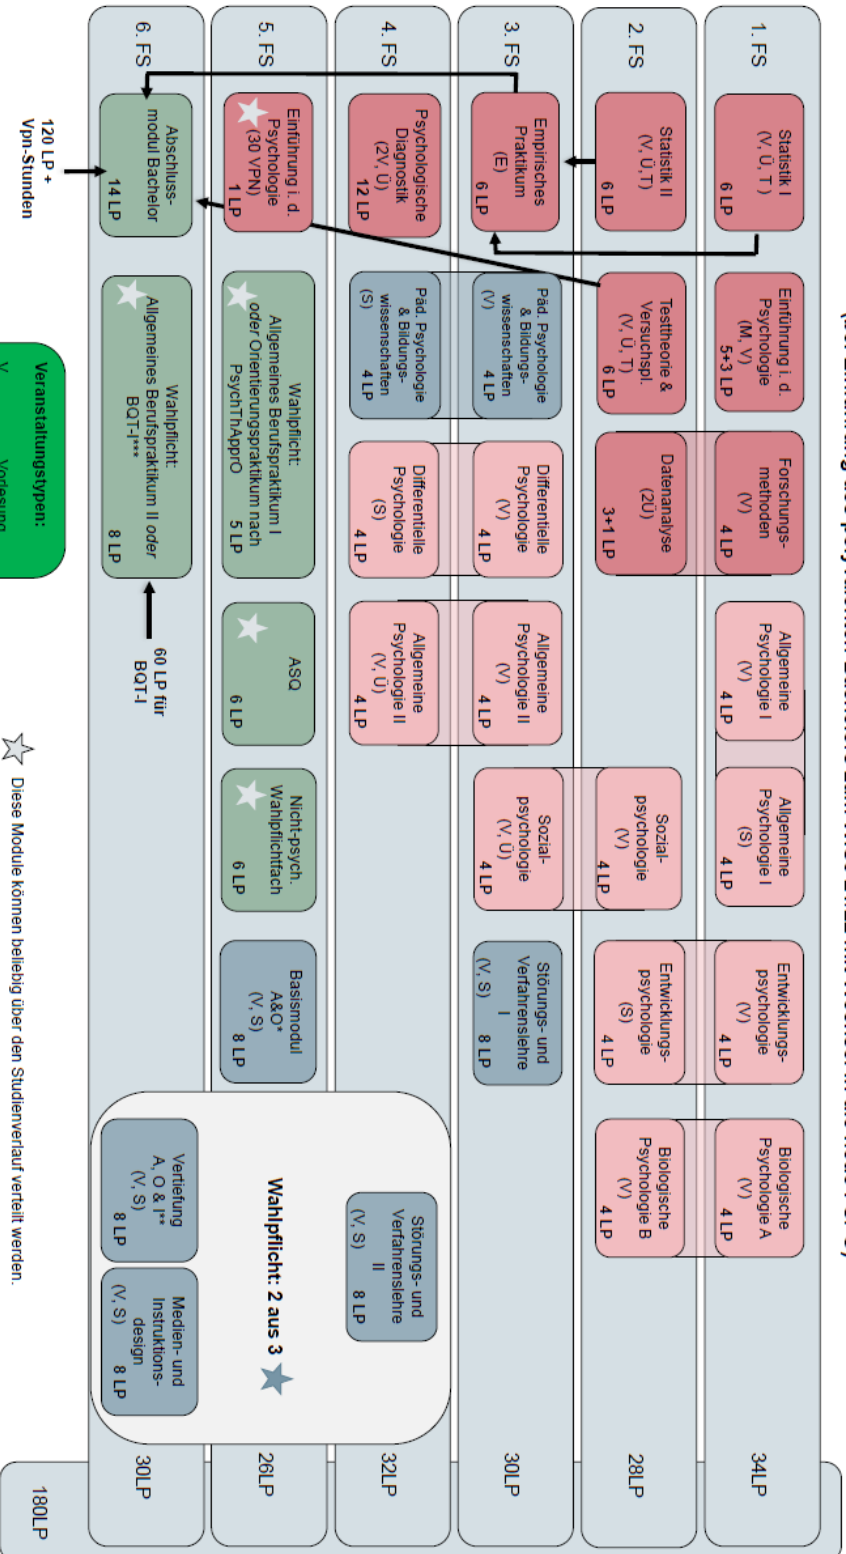 1. FS
Statistik I
(V, Ü, T )
6 LP
Einführung i. d.
Psychologie
(M, V)
5+3 LP
Forschungs-
methoden
(V)
4 LP
Allgemeine
Psychologie I
(V)
4 LP
Allgemeine
Psychologie I
(S)
4 LP
Entwicklungs-
psychologie
(V)
4 LP
Biologische
Psychologie A
(V)
4 LP
34LP
2. FS
Statistik II
(V, Ü,T)
6 LP
Testtheorie &
Versuchspl.
(V, Ü, T)
6 LP
Datenanalyse
(2Ü)
3+1 LP
Sozial-
psychologie
(V)
4 LP
Entwicklungs-
psychologie
(S)
4 LP
Biologische
Psychologie B
(V)
4 LP
28LP
3. FS
Empirisches
Praktikum
(E)
6 LP
Päd. Psychologie
& Bildungs-
wissenschaften
(V)
4 LP
Differentielle
Psychologie
(V)
4 LP
Allgemeine
Psychologie II
(V)
4 LP
Sozial-
psychologie
(V, Ü)
4 LP
Störungs- und
Verfahrenslehre
I
(V, S)
8 LP
30LP
4. FS
Psychologische
Diagnostik
(2V, Ü)
12 LP
Päd. Psychologie
& Bildungs-
wissenschaften
(S)
4 LP
Differentielle
Psychologie
(S)
4 LP
Allgemeine
Psychologie II
(V, Ü)
4 LP
Störungs- und
Verfahrenslehre
II
(V, S)
8 LP
32LP
5. FS
Einführung i. d.
Psychologie
(30 VPN)
1 LP
Wahlpflicht:
Allgemeines Berufspraktikum I
oder Orientierungspraktikum nach
PsychThApprO
5 LP
ASQ
6 LP
Nicht-psych.
Wahlpflichtfach
6 LP
Basismodul
A&O*
(V, S)
8 LP
Wahlpflicht: 2 aus 3
26LP
6. FS
Abschluss-
modul Bachelor
14 LP
Wahlpflicht:
Allgemeines Berufspraktikum II oder
BQT-I***
8 LP
60 LP für
BQT-I
Vertiefung
A, O & I**
(V, S)
8 LP
Medien- und
Instruktions-
design
(V, S)
8 LP
30LP
120 LP +
Vpn-Stunden
180LP
Veranstaltungstypen:
Diese Module können beliebig über den Studienverlauf verteilt werden.